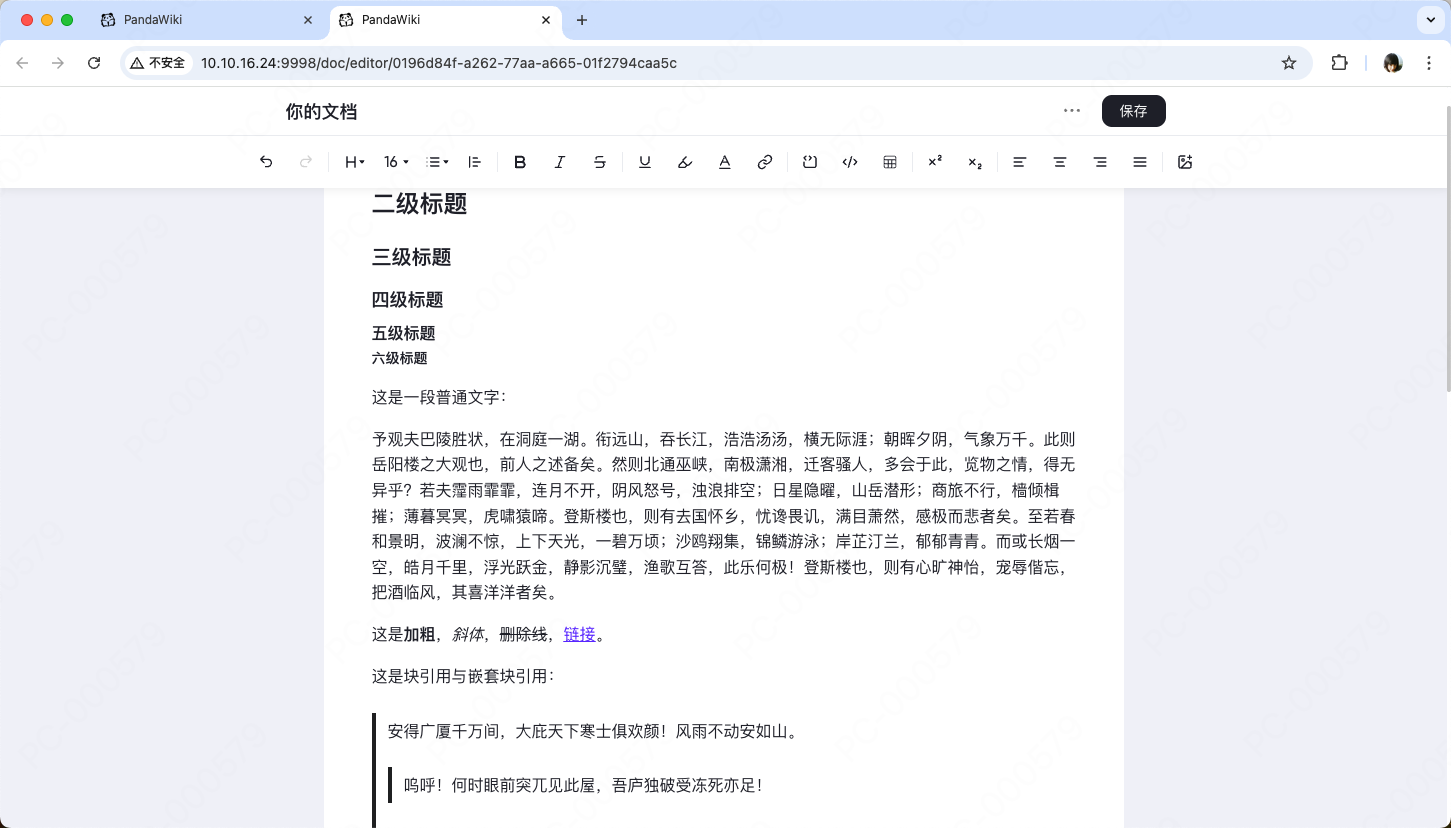 PandaWiki
PandaWiki
不安全
10.10.16.24:9998/doc/editor/0196d84f-a262-77aa-a665-01f2794caa5c
你的文档
保存
H 16 B I S U A </> x² x₂
二级标题
三级标题
四级标题
五级标题
六级标题
这是一段普通文字：
予观夫巴陵胜状，在洞庭一湖。衔远山，吞长江，浩浩汤汤，横无际涯；朝晖夕阴，气象万千。此则
岳阳楼之大观也，前人之述备矣。然则北通巫峡，南极潇湘，迁客骚人，多会于此，览物之情，得无
异乎？若夫霪雨霏霏，连月不开，阴风怒号，浊浪排空；日星隐曜，山岳潜形；商旅不行，樯倾楫
摧；薄暮冥冥，虎啸猿啼。登斯楼也，则有去国怀乡，忧谗畏讥，满目萧然，感极而悲者矣。至若春
和景明，波澜不惊，上下天光，一碧万顷；沙鸥翔集，锦鳞游泳；岸芷汀兰，郁郁青青。而或长烟一
空，皓月千里，浮光跃金，静影沉璧，渔歌互答，此乐何极！登斯楼也，则有心旷神怡，宠辱偕忘，
把酒临风，其喜洋洋者矣。
这是加粗，斜体，删除线，链接。
这是块引用与嵌套块引用：
安得广厦千万间，大庇天下寒士俱欢颜！风雨不动安如山。
呜呼！何时眼前突兀见此屋，吾庐独破受冻死亦足！
PC-000579